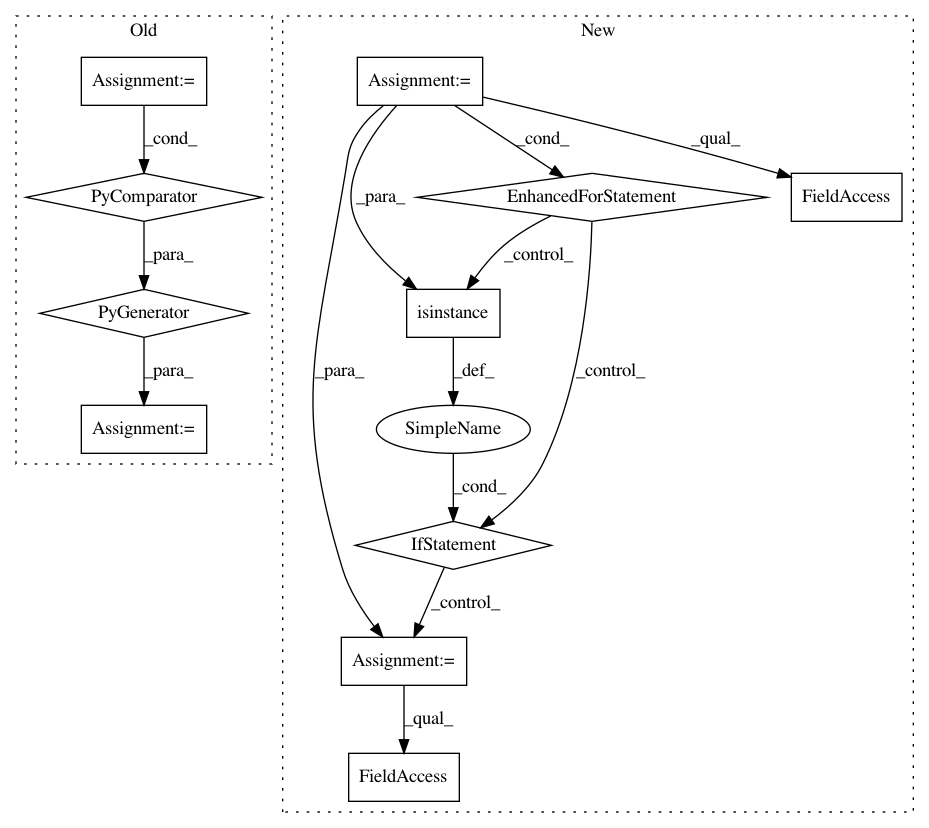 Old
New
Assignment:=
Assignment:=
_cond_
_cond_
_qual_
PyComparator
_para_
EnhancedForStatement
FieldAccess
_para_
_control_
PyGenerator
isinstance
_para_
_para_
_def_
_control_
Assignment:=
SimpleName
_cond_
IfStatement
_control_
Assignment:=
_qual_
FieldAccess